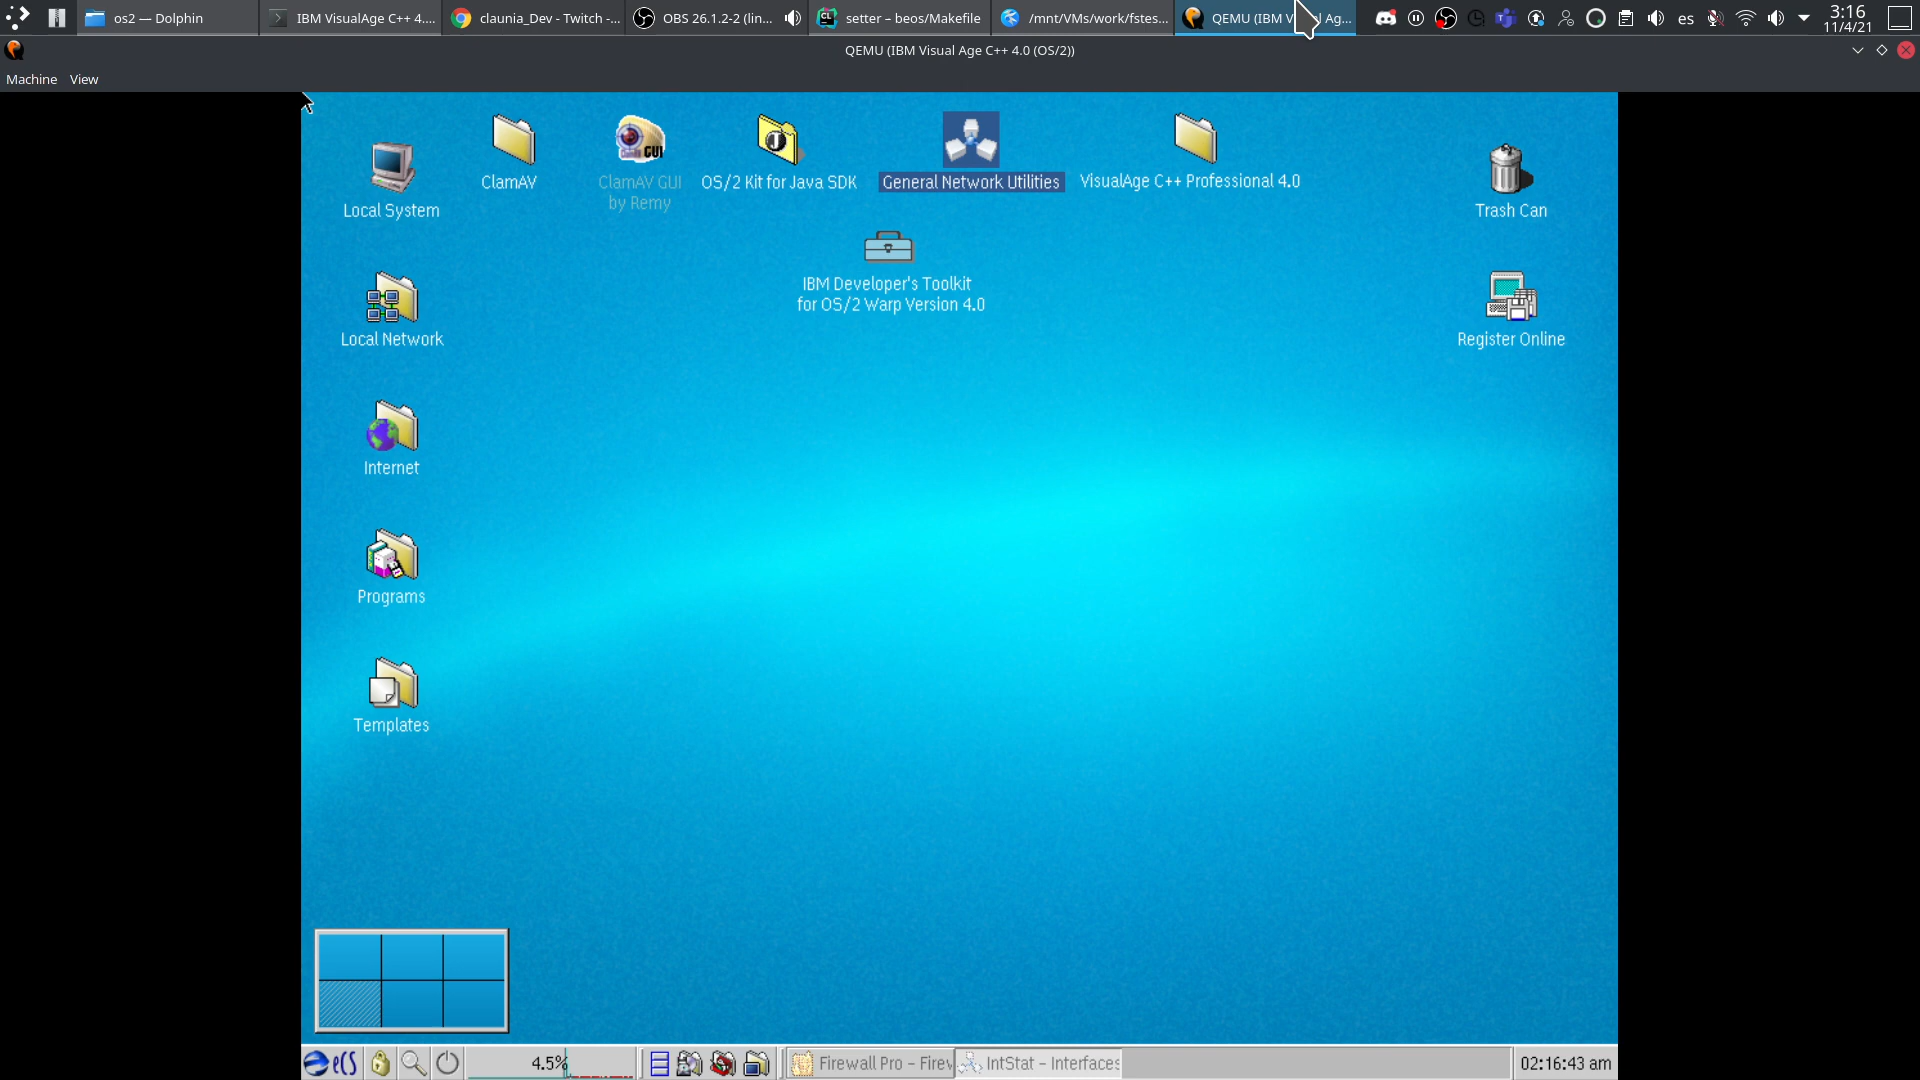 os2 — Dolphin
IBM VisualAge C++ 4....
claunia_Dev - Twitch -...
OBS 26.1.2-2 (lin...
setter – beos/Makefile
/mnt/VMs/work/fstes...
QEMU (IBM V Ag...
es
3:16
11/4/21
QEMU (IBM Visual Age C++ 4.0 (OS/2))
Machine View
ClamAV
ClamAV GUI
by Remy
OS/2 Kit for Java SDK
General Network Utilities
VisualAge C++ Professional 4.0
Local System
Trash Can
IBM Developer's Toolkit
for OS/2 Warp Version 4.0
Local Network
Register Online
Internet
Programs
Templates
eCS
4.5%
Firewall Pro – Firew
IntStat – Interfaces
02:16:43 am